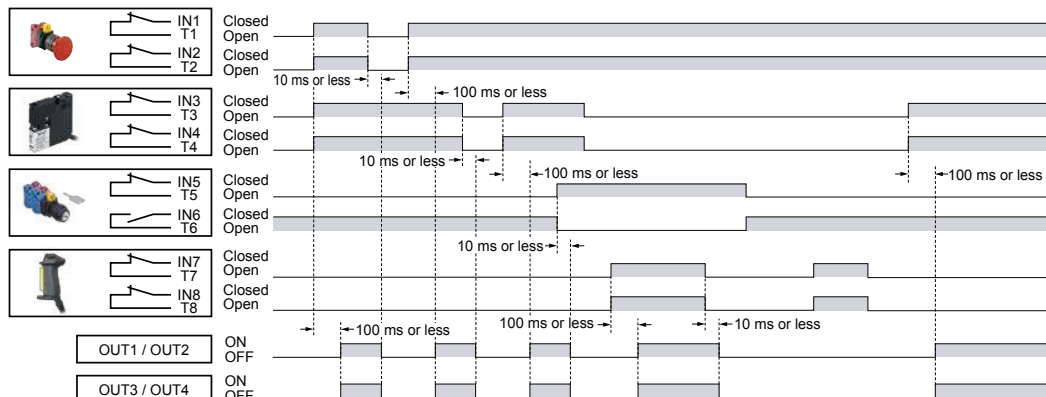 IN1 Closed
T1 Open
IN2 Closed
T2 Open
10 ms or less
100 ms or less
IN3 Closed
T3 Open
IN4 Closed
T4 Open
10 ms or less
100 ms or less
100 ms or less
IN5 Closed
T5 Open
IN6 Closed
T6 Open
10 ms or less
IN7 Closed
T7 Open
IN8 Closed
T8 Open
100 ms or less
100 ms or less
10 ms or less
OUT1 / OUT2 ON
OFF
OUT3 / OUT4 ON
OFF